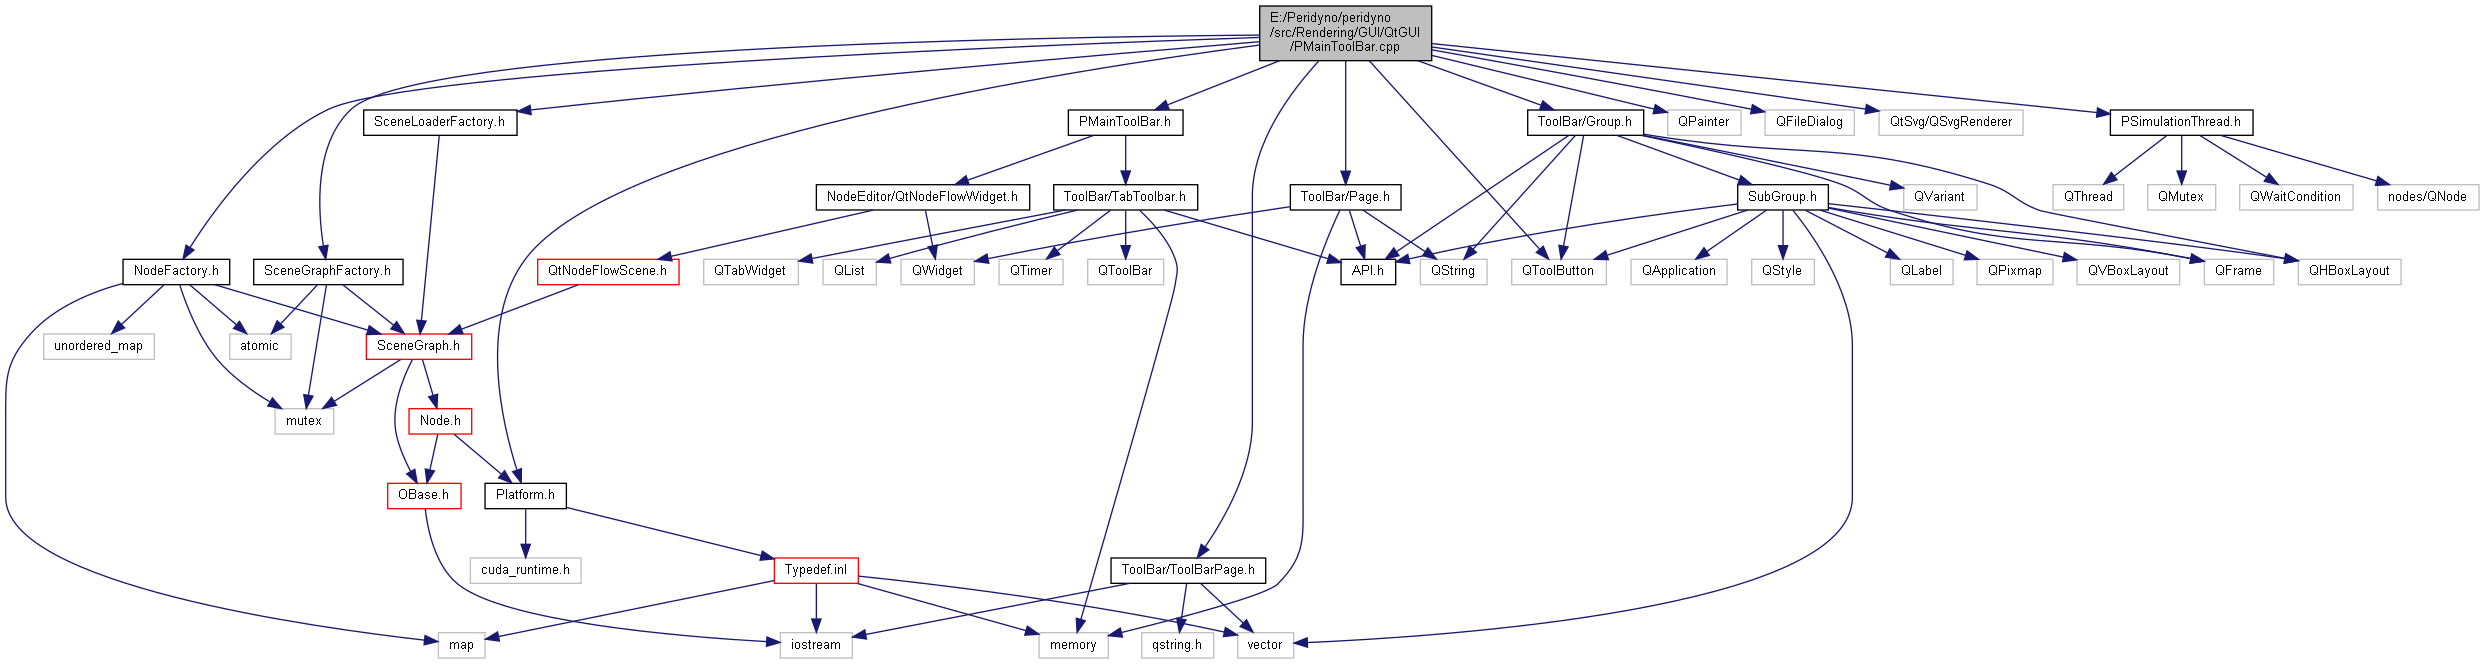 E:/Peridyno/peridyno
/src/Rendering/GUI/QtGUI
/PMainToolBar.cpp
SceneLoaderFactory.h
PMainToolBar.h
ToolBar/Group.h
QPainter
QFileDialog
QtSvg/QSvgRenderer
PSimulationThread.h
NodeEditor/QtNodeFlowWidget.h
ToolBar/TabToolbar.h
ToolBar/Page.h
SubGroup.h
QVariant
QThread
QMutex
QWaitCondition
nodes/QNode
NodeFactory.h
SceneGraphFactory.h
QtNodeFlowScene.h
QTabWidget
QList
QWidget
QTimer
QToolBar
API.h
QString
QToolButton
QApplication
QStyle
QLabel
QPixmap
QVBoxLayout
QFrame
QHBoxLayout
unordered_map
atomic
SceneGraph.h
mutex
Node.h
OBase.h
Platform.h
cuda_runtime.h
Typedef.inl
ToolBar/ToolBarPage.h
map
iostream
memory
qstring.h
vector